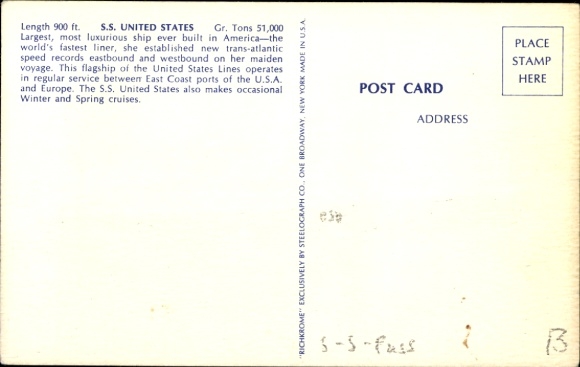 Length 900 ft. S.S. UNITED STATES Gr. Tons 51,000
Largest, most luxurious ship ever built in America—the
world's fastest liner, she established new trans-atlantic
speed records eastbound and westbound on her maiden
voyage. This flagship of the United States Lines operates
in regular service between East Coast ports of the U.S.A.
and Europe. The S.S. United States also makes occasional
Winter and Spring cruises.
"RICHKROME" EXCLUSIVELY BY STEELOGRAPH CO., ONE BROADWAY, NEW YORK MADE IN U.S.A.
PLACE
STAMP
HERE
POST CARD
ADDRESS
S-S-Pass
B